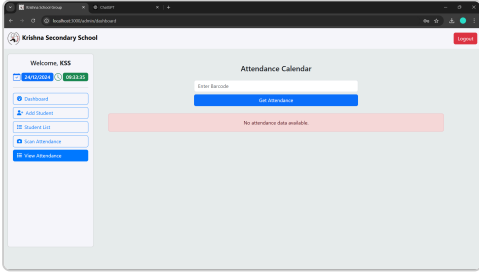 Krishna School Group
ChatGPT
localhost:3000/admin/dashboard
Krishna Secondary School
Logout
Welcome, KSS
24/12/2024
09:33:35
Dashboard
Add Student
Student List
Scan Attendance
View Attendance
Attendance Calendar
Enter Barcode
Get Attendance
No attendance data available.